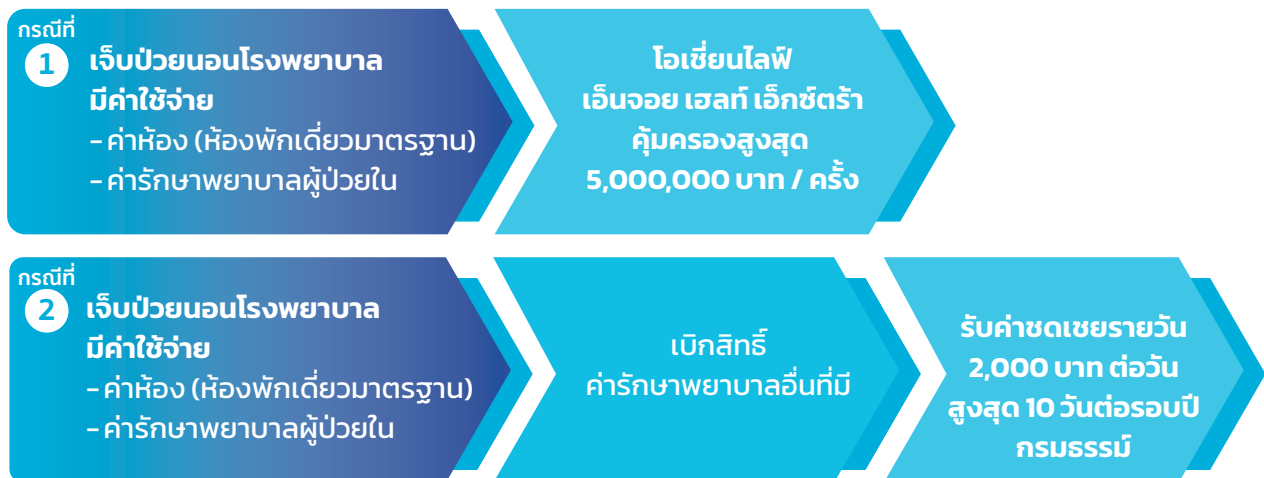 กรณีที่
1
เจ็บป่วยนอนโรงพยาบาล
มีค่าใช้จ่าย
- ค่าห้อง (ห้องพักเดี่ยวมาตรฐาน)
- ค่ารักษาพยาบาลผู้ป่วยใน
โอเชี่ยนไลฟ์
เอ็นจอย เฮลท์ เอ็กซ์ตร้า
คุ้มครองสูงสุด
5,000,000 บาท / ครั้ง
กรณีที่
2
เจ็บป่วยนอนโรงพยาบาล
มีค่าใช้จ่าย
- ค่าห้อง (ห้องพักเดี่ยวมาตรฐาน)
- ค่ารักษาพยาบาลผู้ป่วยใน
เบิกสิทธิ์
ค่ารักษาพยาบาลอื่นที่มี
รับค่าชดเชยรายวัน
2,000 บาท ต่อวัน
สูงสุด 10 วันต่อรอบปี
กรมธรรม์